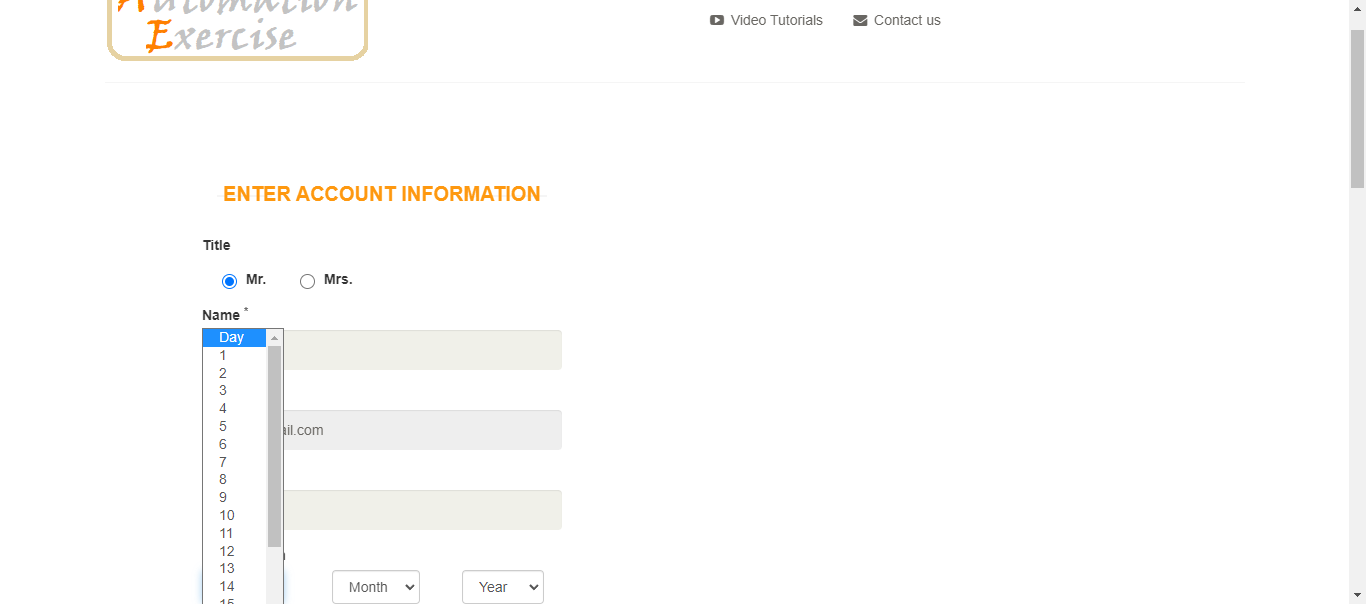 Automation
Exercise
Video Tutorials
Contact us
ENTER ACCOUNT INFORMATION
Title
Mr.
Mrs.
Name *
Day
1
2
3
4
5
6
7
8
9
10
11
12
13
14
15
ail.com
Month
Year